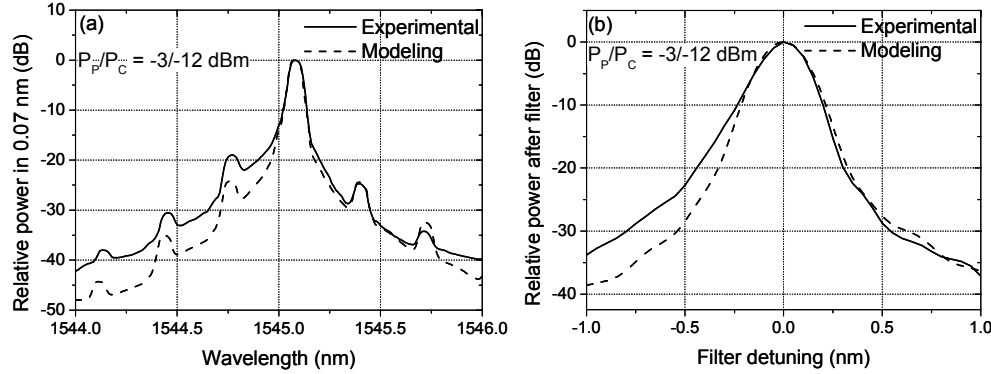 (a)
Experimental
Modeling
P_P/P_C = -3/-12 dBm
Relative power in 0.07 nm (dB)
10
0
-10
-20
-30
-40
-50
1544.0
1544.5
1545.0
1545.5
1546.0
Wavelength (nm)
(b)
Experimental
Modeling
P_P/P_C = -3/-12 dBm
Relative power after filter (dB)
0
-10
-20
-30
-40
-1.0
-0.5
0.0
0.5
1.0
Filter detuning (nm)